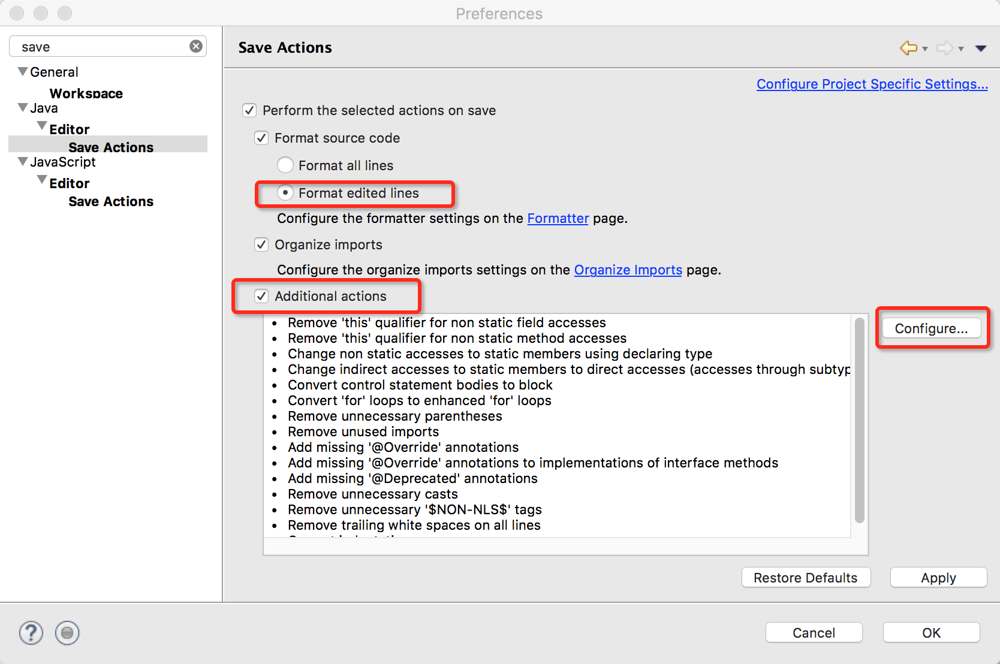 Preferences
save
General
Workspace
Java
Editor
Save Actions
JavaScript
Editor
Save Actions
Save Actions
Configure Project Specific Settings...
Perform the selected actions on save
Format source code
Format all lines
Format edited lines
Configure the formatter settings on the Formatter page.
Organize imports
Configure the organize imports settings on the Organize Imports page.
Additional actions
• Remove 'this' qualifier for non static field accesses
• Remove 'this' qualifier for non static method accesses
• Change non static accesses to static members using declaring type
• Change indirect accesses to static members to direct accesses (accesses through subtyp
• Convert control statement bodies to block
• Convert 'for' loops to enhanced 'for' loops
• Remove unnecessary parentheses
• Remove unused imports
• Add missing '@Override' annotations
• Add missing '@Override' annotations to implementations of interface methods
• Add missing '@Deprecated' annotations
• Remove unnecessary casts
• Remove unnecessary '$NON-NLS$' tags
• Remove trailing white spaces on all lines
Configure...
Restore Defaults
Apply
?
Cancel
OK